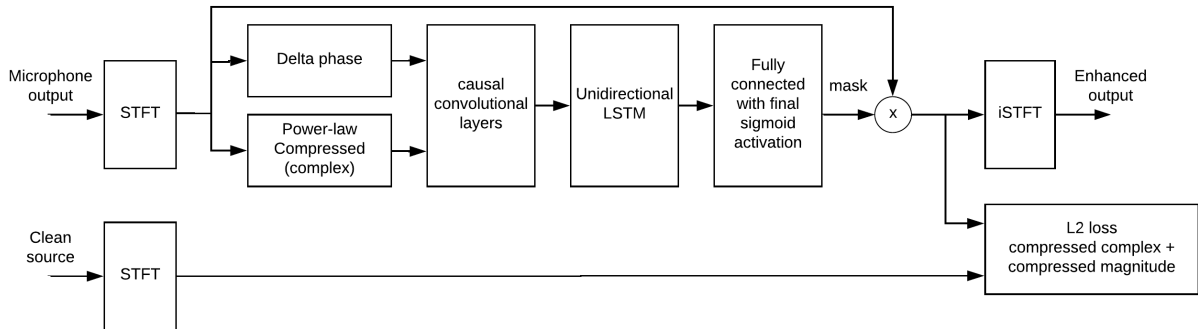 Microphone
output
STFT
Delta phase
Power-law
Compressed
(complex)
causal
convolutional
layers
Unidirectional
LSTM
Fully
connected
with final
sigmoid
activation
mask
x
iSTFT
Enhanced
output
Clean
source
STFT
L2 loss
compressed complex +
compressed magnitude